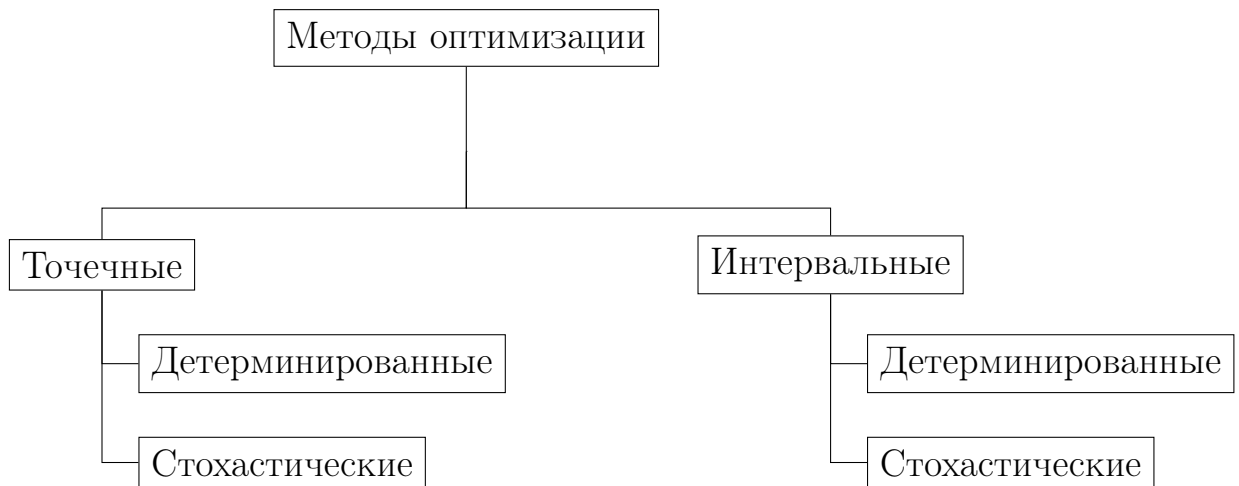 Методы оптимизации
Точечные
Интервальные
Детерминированные
Детерминированные
Стохастические
Стохастические